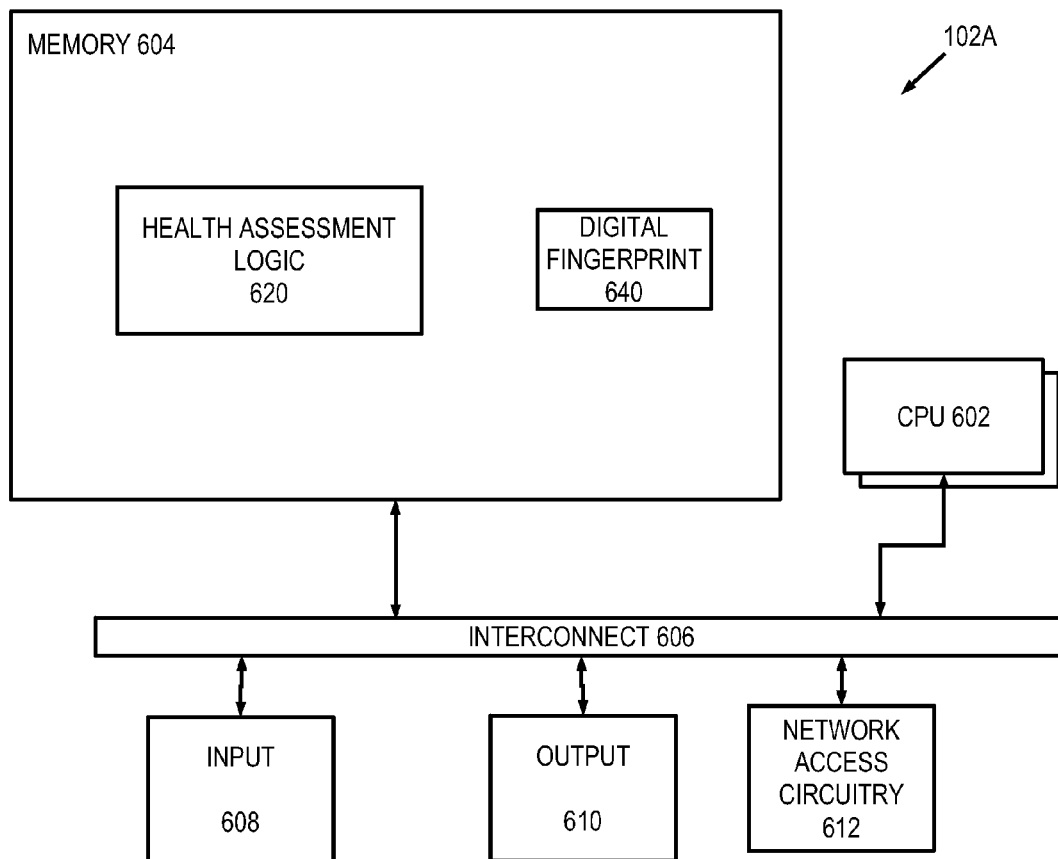 MEMORY 604
102A
HEALTH ASSESSMENT
LOGIC
620
DIGITAL
FINGERPRINT
640
CPU 602
INTERCONNECT 606
INPUT
608
OUTPUT
610
NETWORK
ACCESS
CIRCUITRY
612